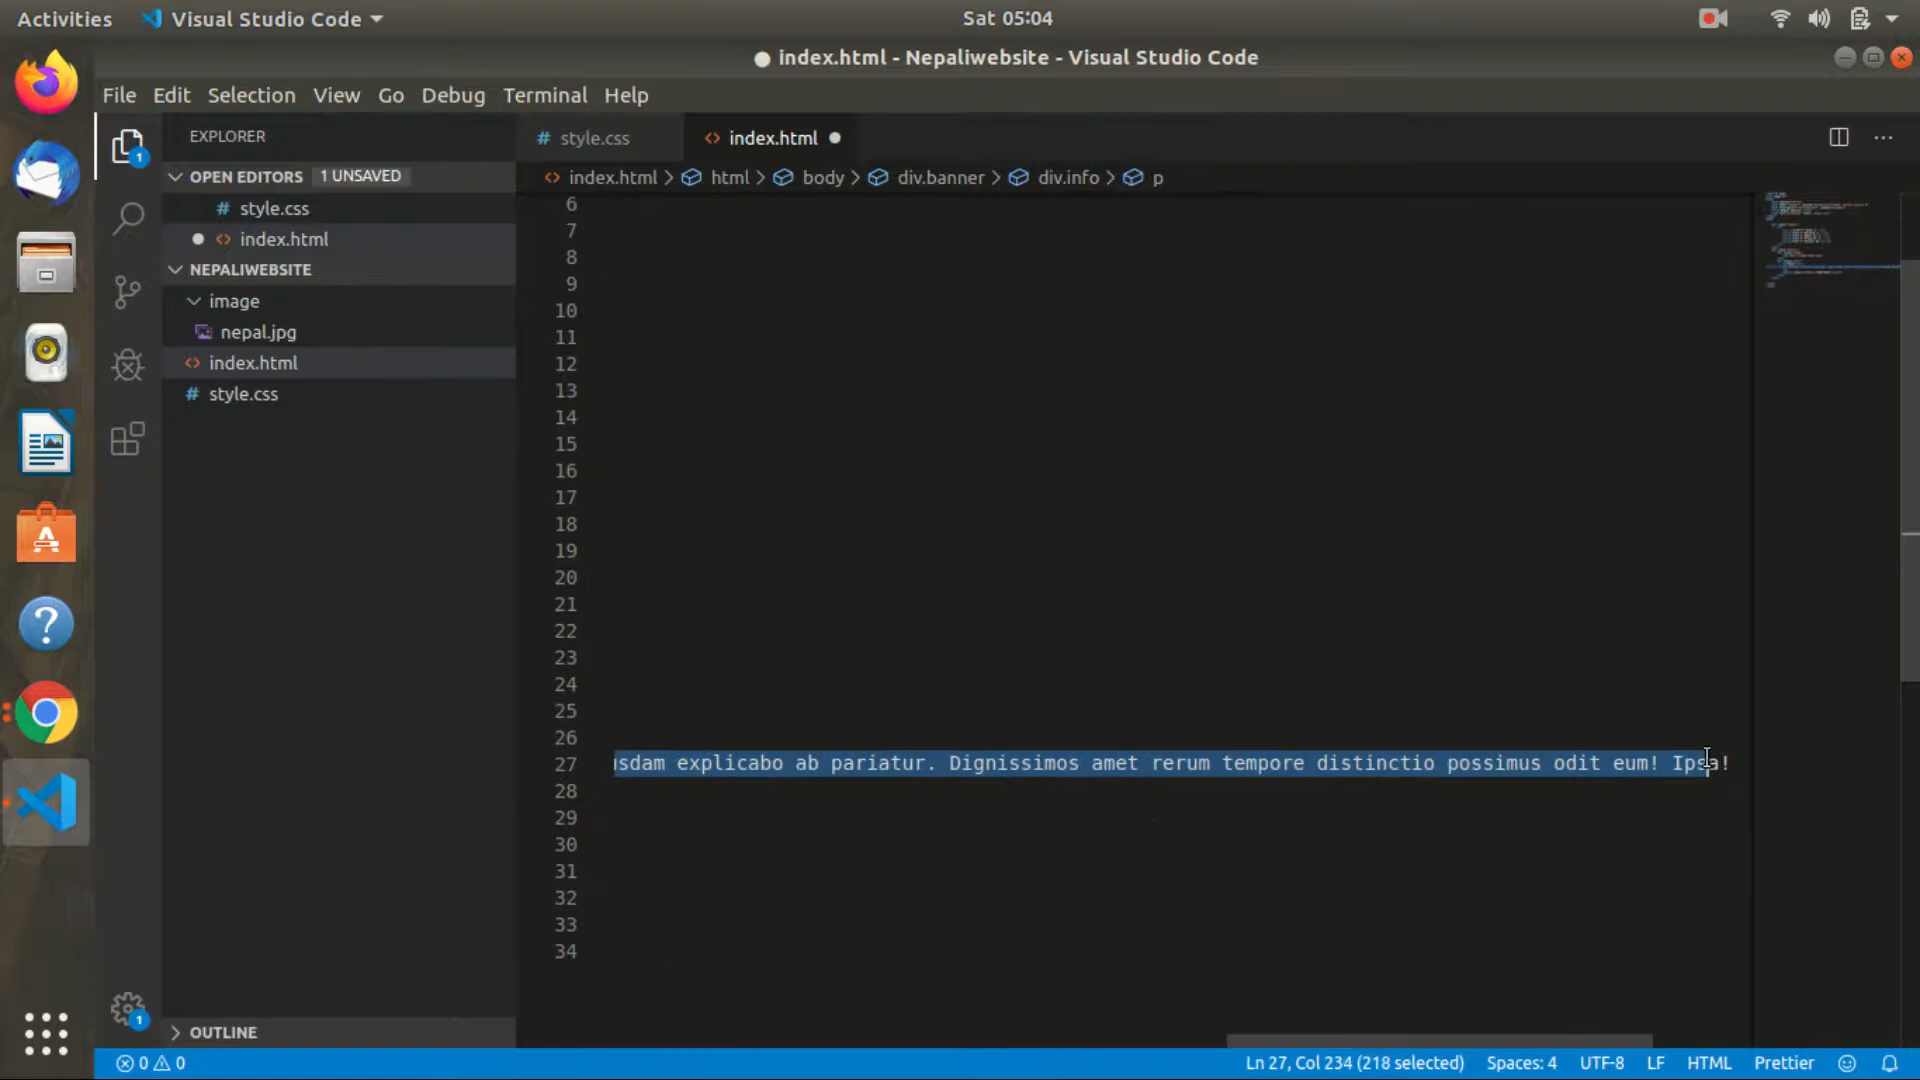 Activities Visual Studio Code Sat 05:04
● index.html - Nepaliwebsite - Visual Studio Code
File Edit Selection View Go Debug Terminal Help
EXPLORER
OPEN EDITORS 1 UNSAVED
# style.css
index.html
NEPALIWEBSITE
image
nepal.jpg
index.html
# style.css
OUTLINE
1
1
# style.css index.html
index.html > html > body > div.banner > div.info > p
6
7
8
9
10
11
12
13
14
15
16
17
18
19
20
21
22
23
24
25
26
27 usdam explicabo ab pariatur. Dignissimos amet rerum tempore distinctio possimus odit eum! Ipsa!
28
29
30
31
32
33
34
0 0 Ln 27, Col 234 (218 selected) Spaces: 4 UTF-8 LF HTML Prettier